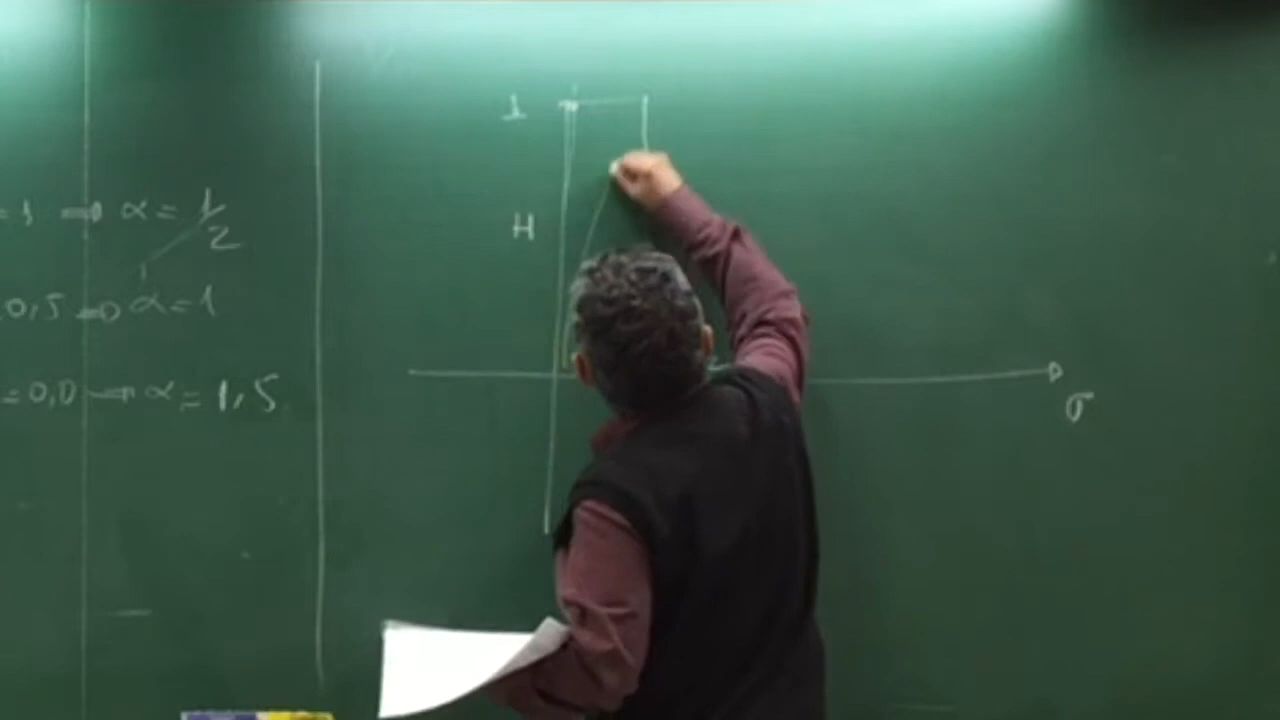 =1 ⇒ α = 1/2
0,5 ⇒ α = 1
=0,0 ⇒ α = 1,5
1
H
σ